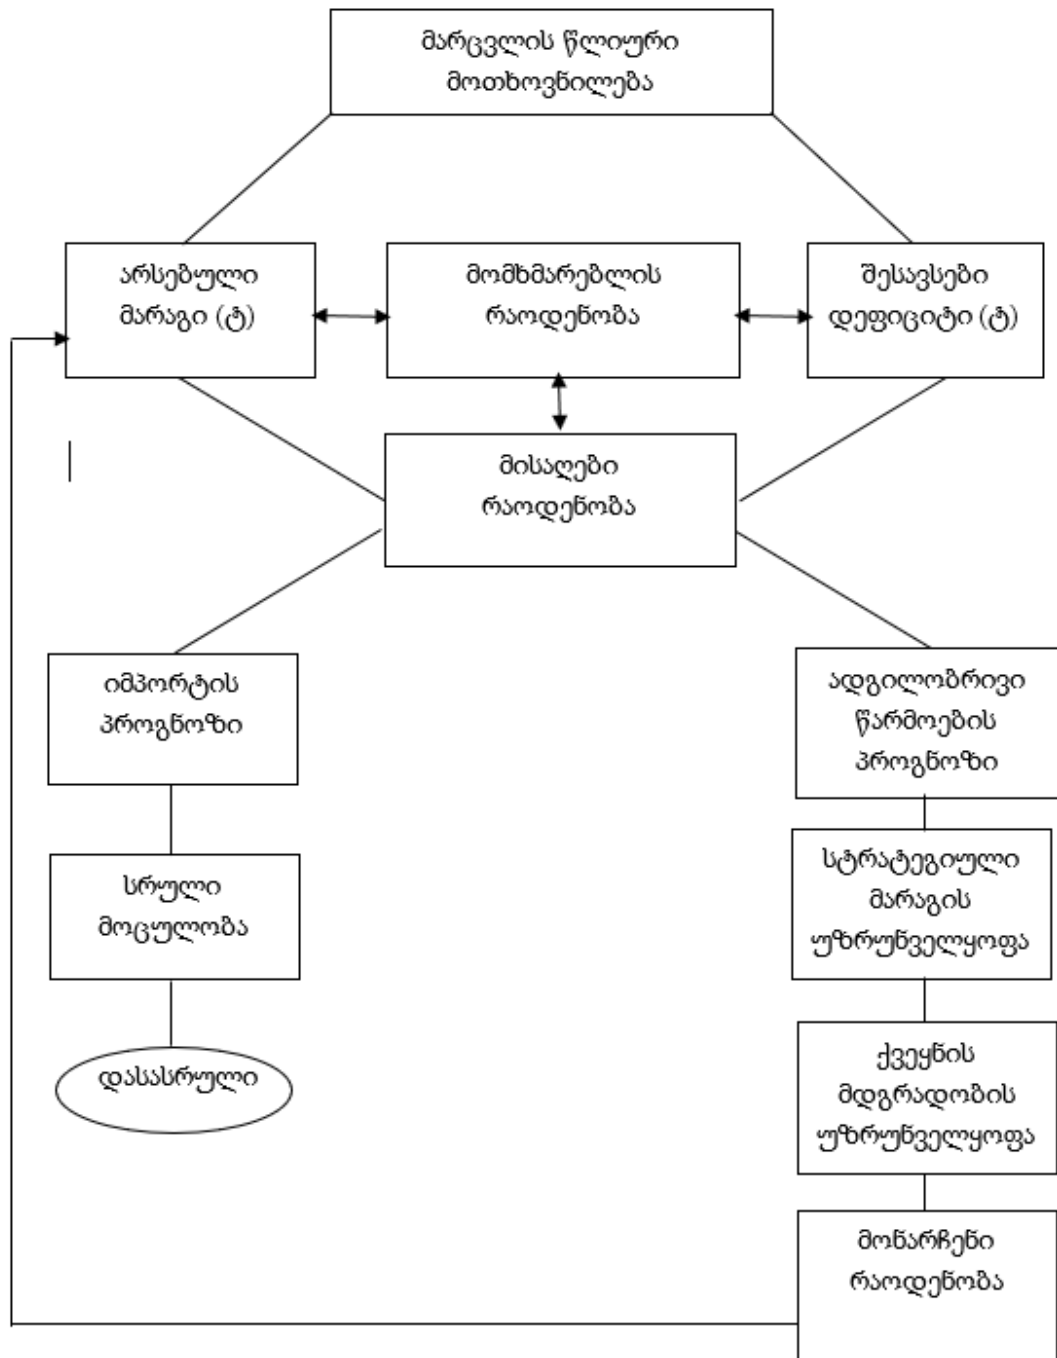 მარცვლის წლიური
მოთხოვნილება
არსებული
მარაგი (ტ)
მომხმარებლის
რაოდენობა
შესავსები
დეფიციტი (ტ)
მისაღები
რაოდენობა
იმპორტის
პროგნოზი
ადგილობრივი
წარმოების
პროგნოზი
სრული
მოცულობა
სტრატეგიული
მარაგის
უზრუნველყოფა
დასასრული
ქვეყნის
მდგრადობის
უზრუნველყოფა
მონარჩენი
რაოდენობა